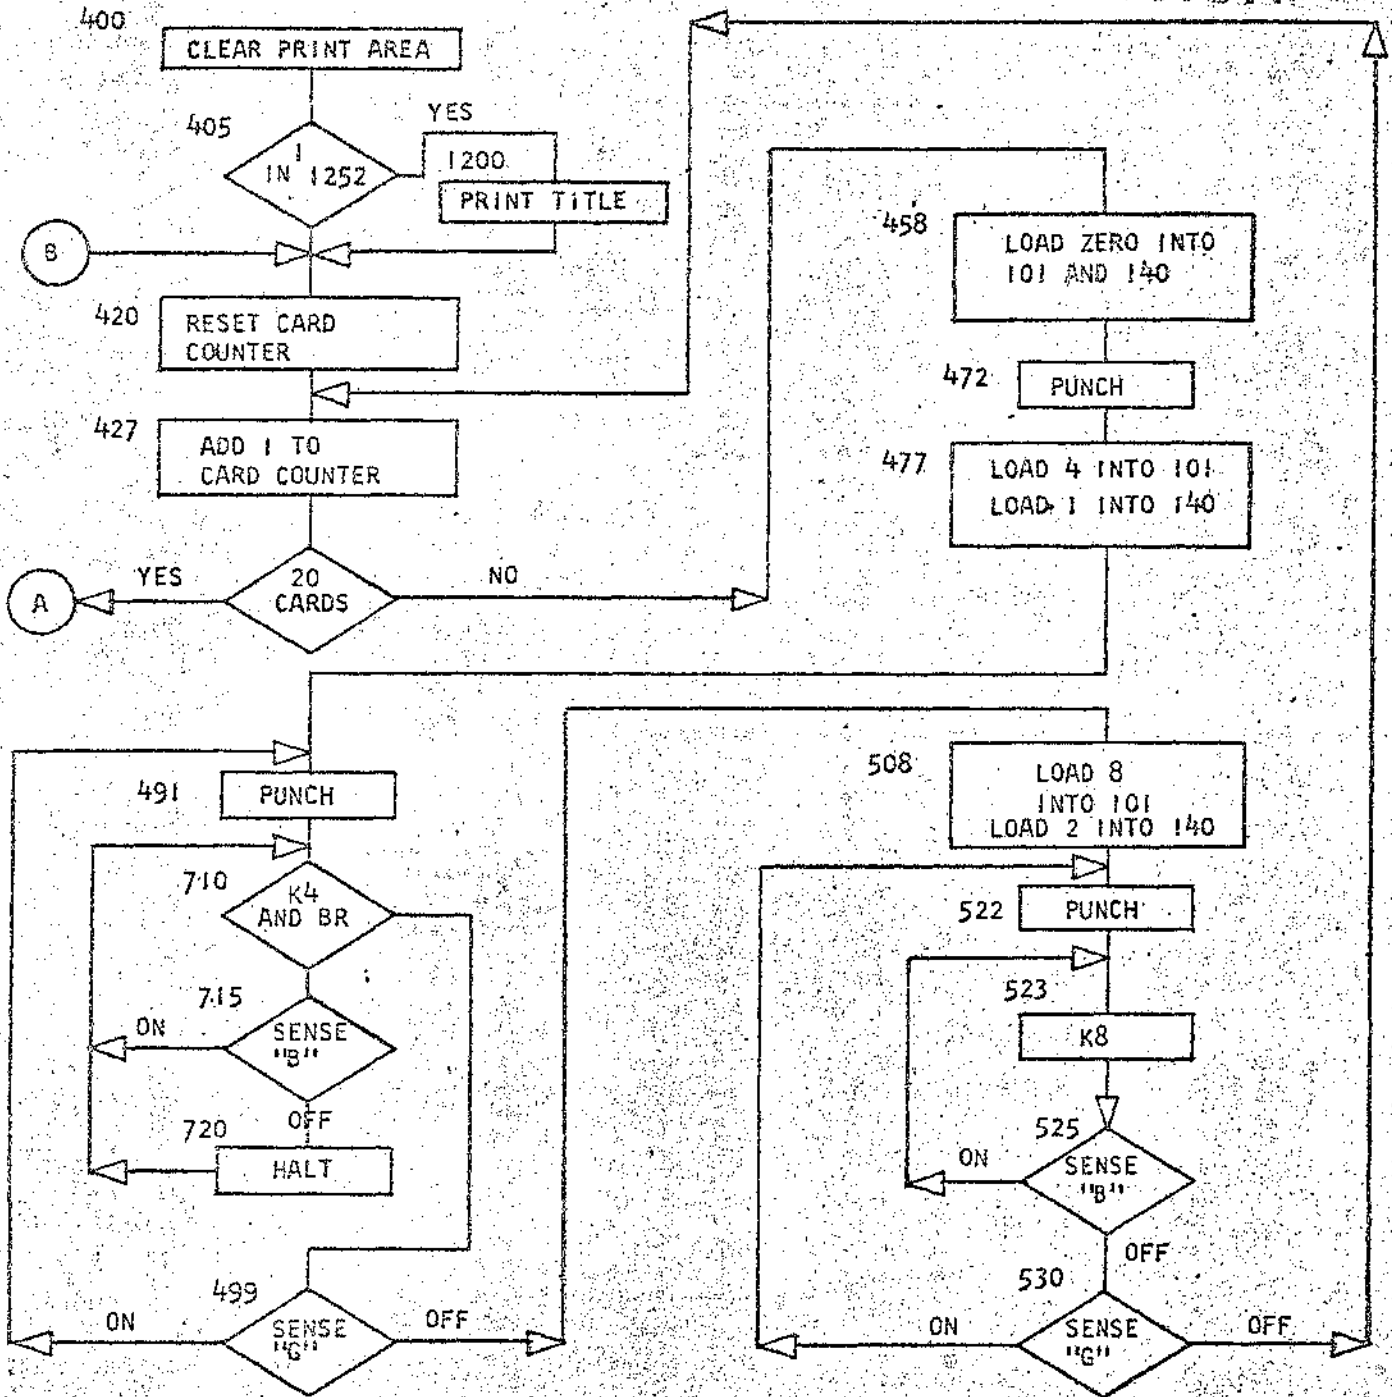 400
CLEAR PRINT AREA
405
1
IN 1252
YES
1200
PRINT TITLE
B
420
RESET CARD
COUNTER
427
ADD 1 TO
CARD COUNTER
A
YES
20
CARDS
NO
458
LOAD ZERO INTO
101 AND 140
472
PUNCH
477
LOAD 4 INTO 101
LOAD 1 INTO 140
491
PUNCH
710
K4
AND BR
715
SENSE
"B"
ON
OFF
720
HALT
499
SENSE
"G"
ON
OFF
508
LOAD 8
INTO 101
LOAD 2 INTO 140
522
PUNCH
523
K8
525
SENSE
"B"
ON
OFF
530
SENSE
"G"
ON
OFF